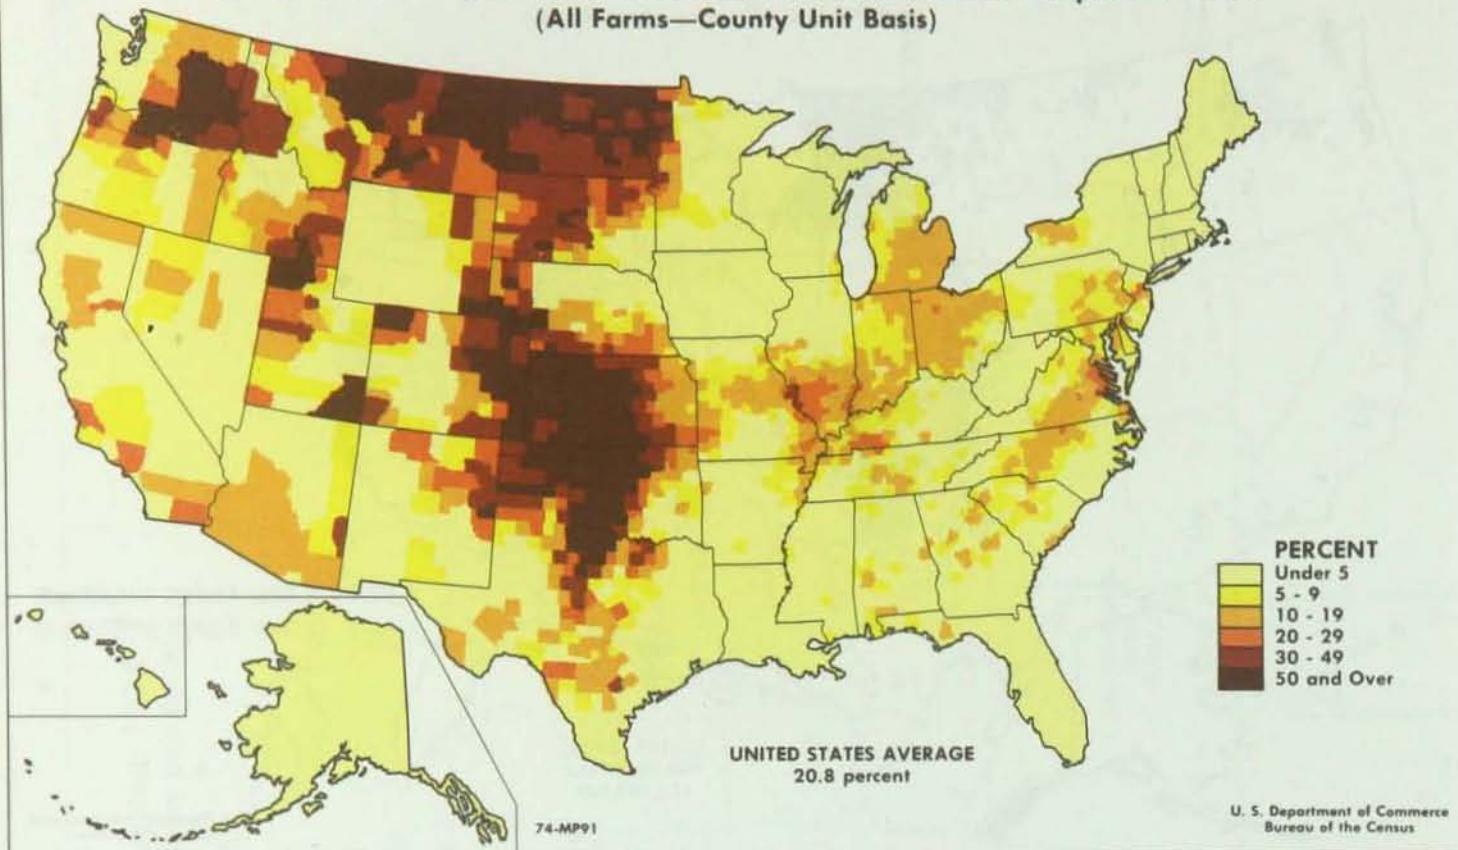 (All Farms—County Unit Basis)
PERCENT
Under 5
5 - 9
10 - 19
20 - 29
30 - 49
50 and Over
UNITED STATES AVERAGE
20.8 percent
74-MP91
U. S. Department of Commerce
Bureau of the Census